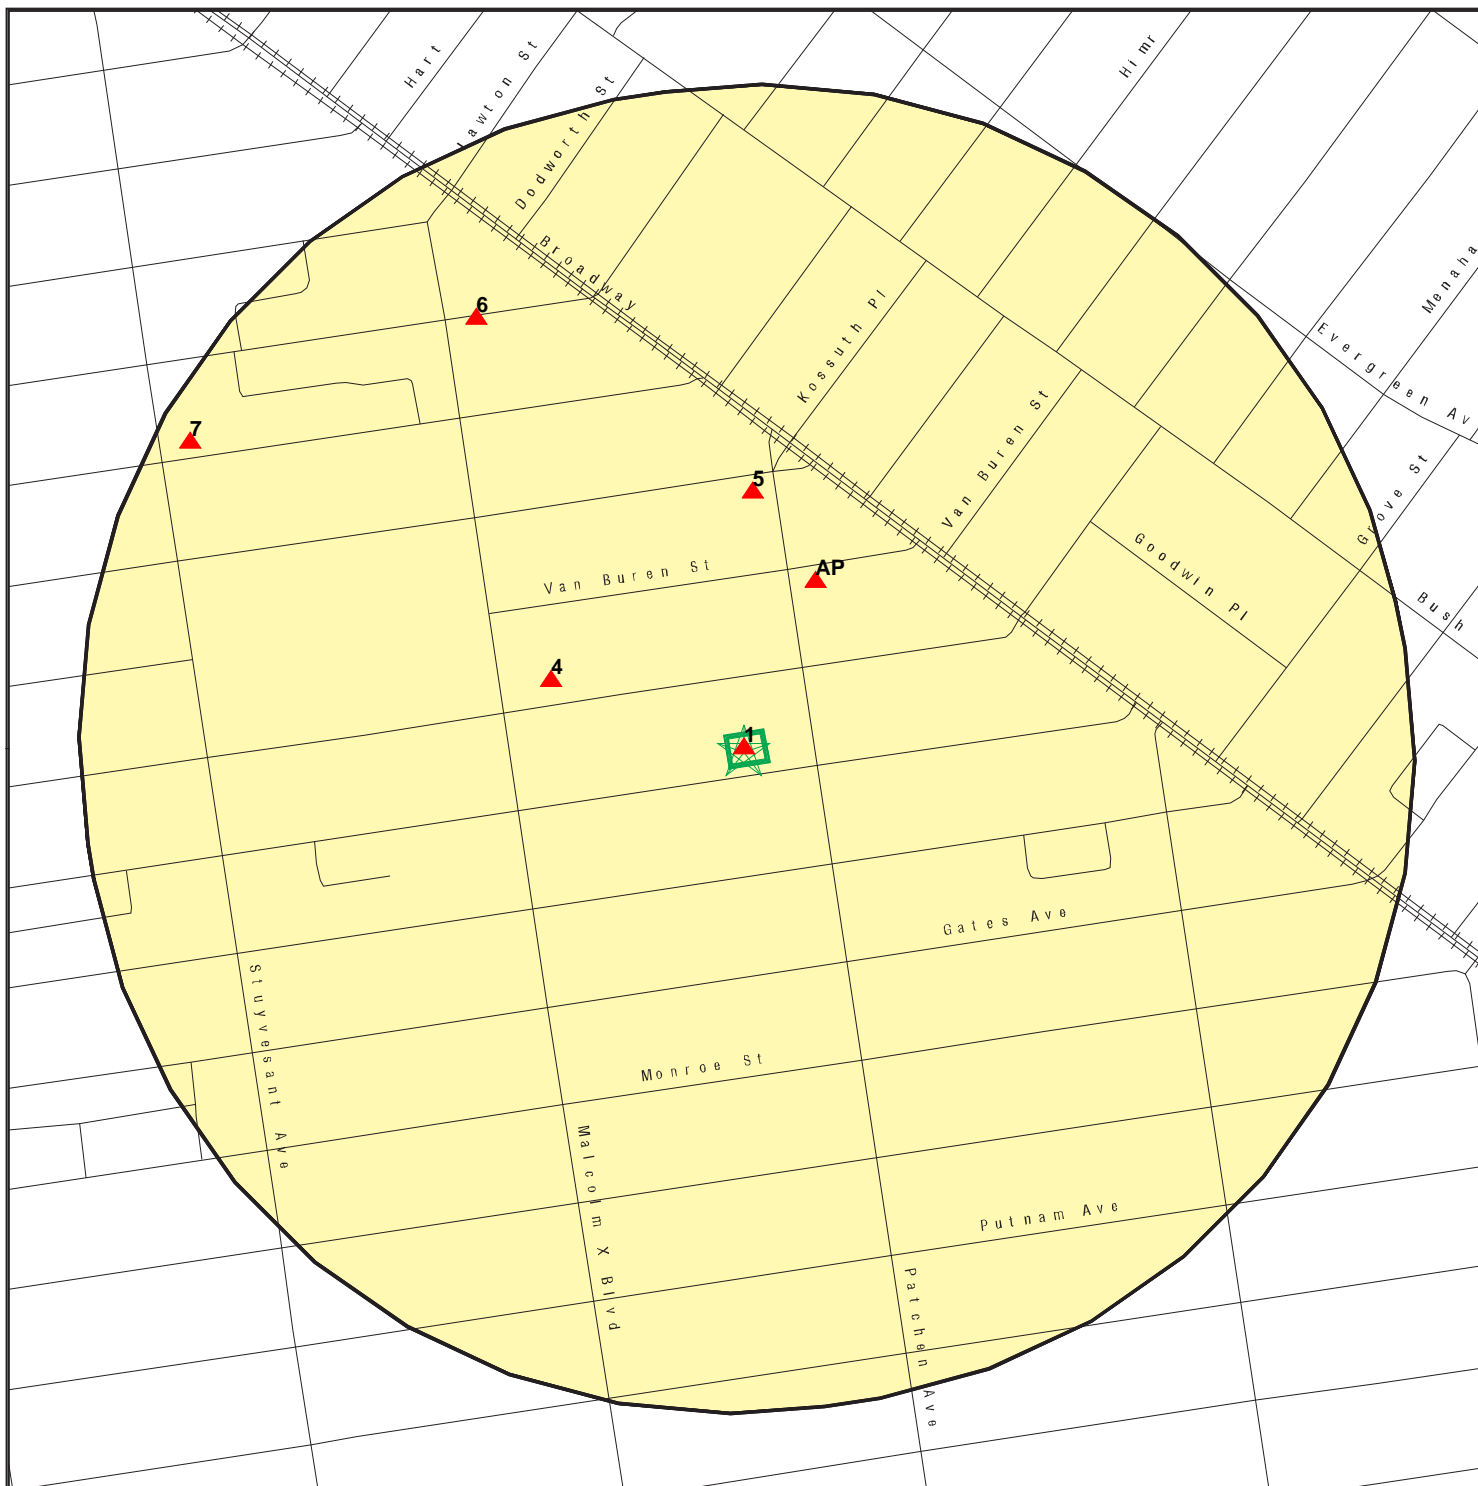 Hart
Lawton St
Dodworth St
Himr
Broadway
Menaha
Kossuth Pl
Evergreen Av
6
7
5
Van Buren St
Grove St
Van Buren St
AP
Goodwin Pl
Bush
4
1
Gates Ave
Stuyvesant Ave
Monroe St
Malcolm X Blvd
Putnam Ave
Patchen Ave